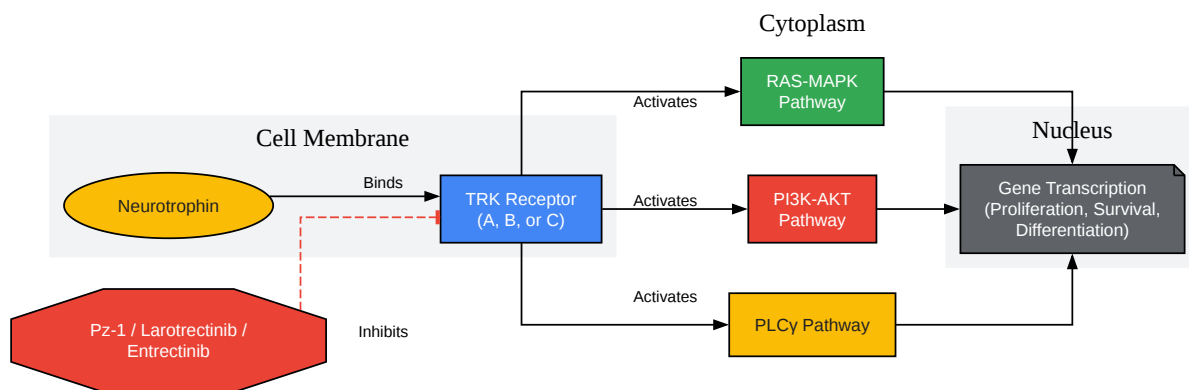 Cytoplasm
RAS-MAPK
Pathway
Activates
Cell Membrane
Nucleus
Neurotrophin
Binds
TRK Receptor
(A, B, or C)
Activates
PI3K-AKT
Pathway
Gene Transcription
(Proliferation, Survival,
Differentiation)
Activates
PLCγ Pathway
Pz-1 / Larotrectinib /
Entrectinib
Inhibits